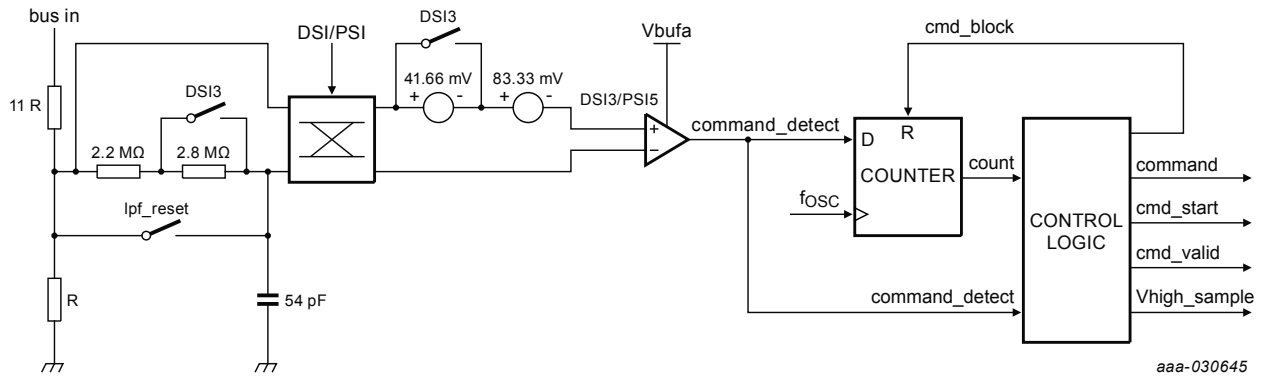 bus in
DSI/PSI
DSI3
Vbufa
cmd_block
41.66 mV
83.33 mV
+ -
+ -
DSI3/PSI5
11 R
DSI3
command_detect
D
R
COUNTER
count
command
2.2 MΩ
2.8 MΩ
+
−
lpf_reset
fOSC
CONTROL
LOGIC
cmd_start
cmd_valid
R
54 pF
command_detect
Vhigh_sample
aaa-030645